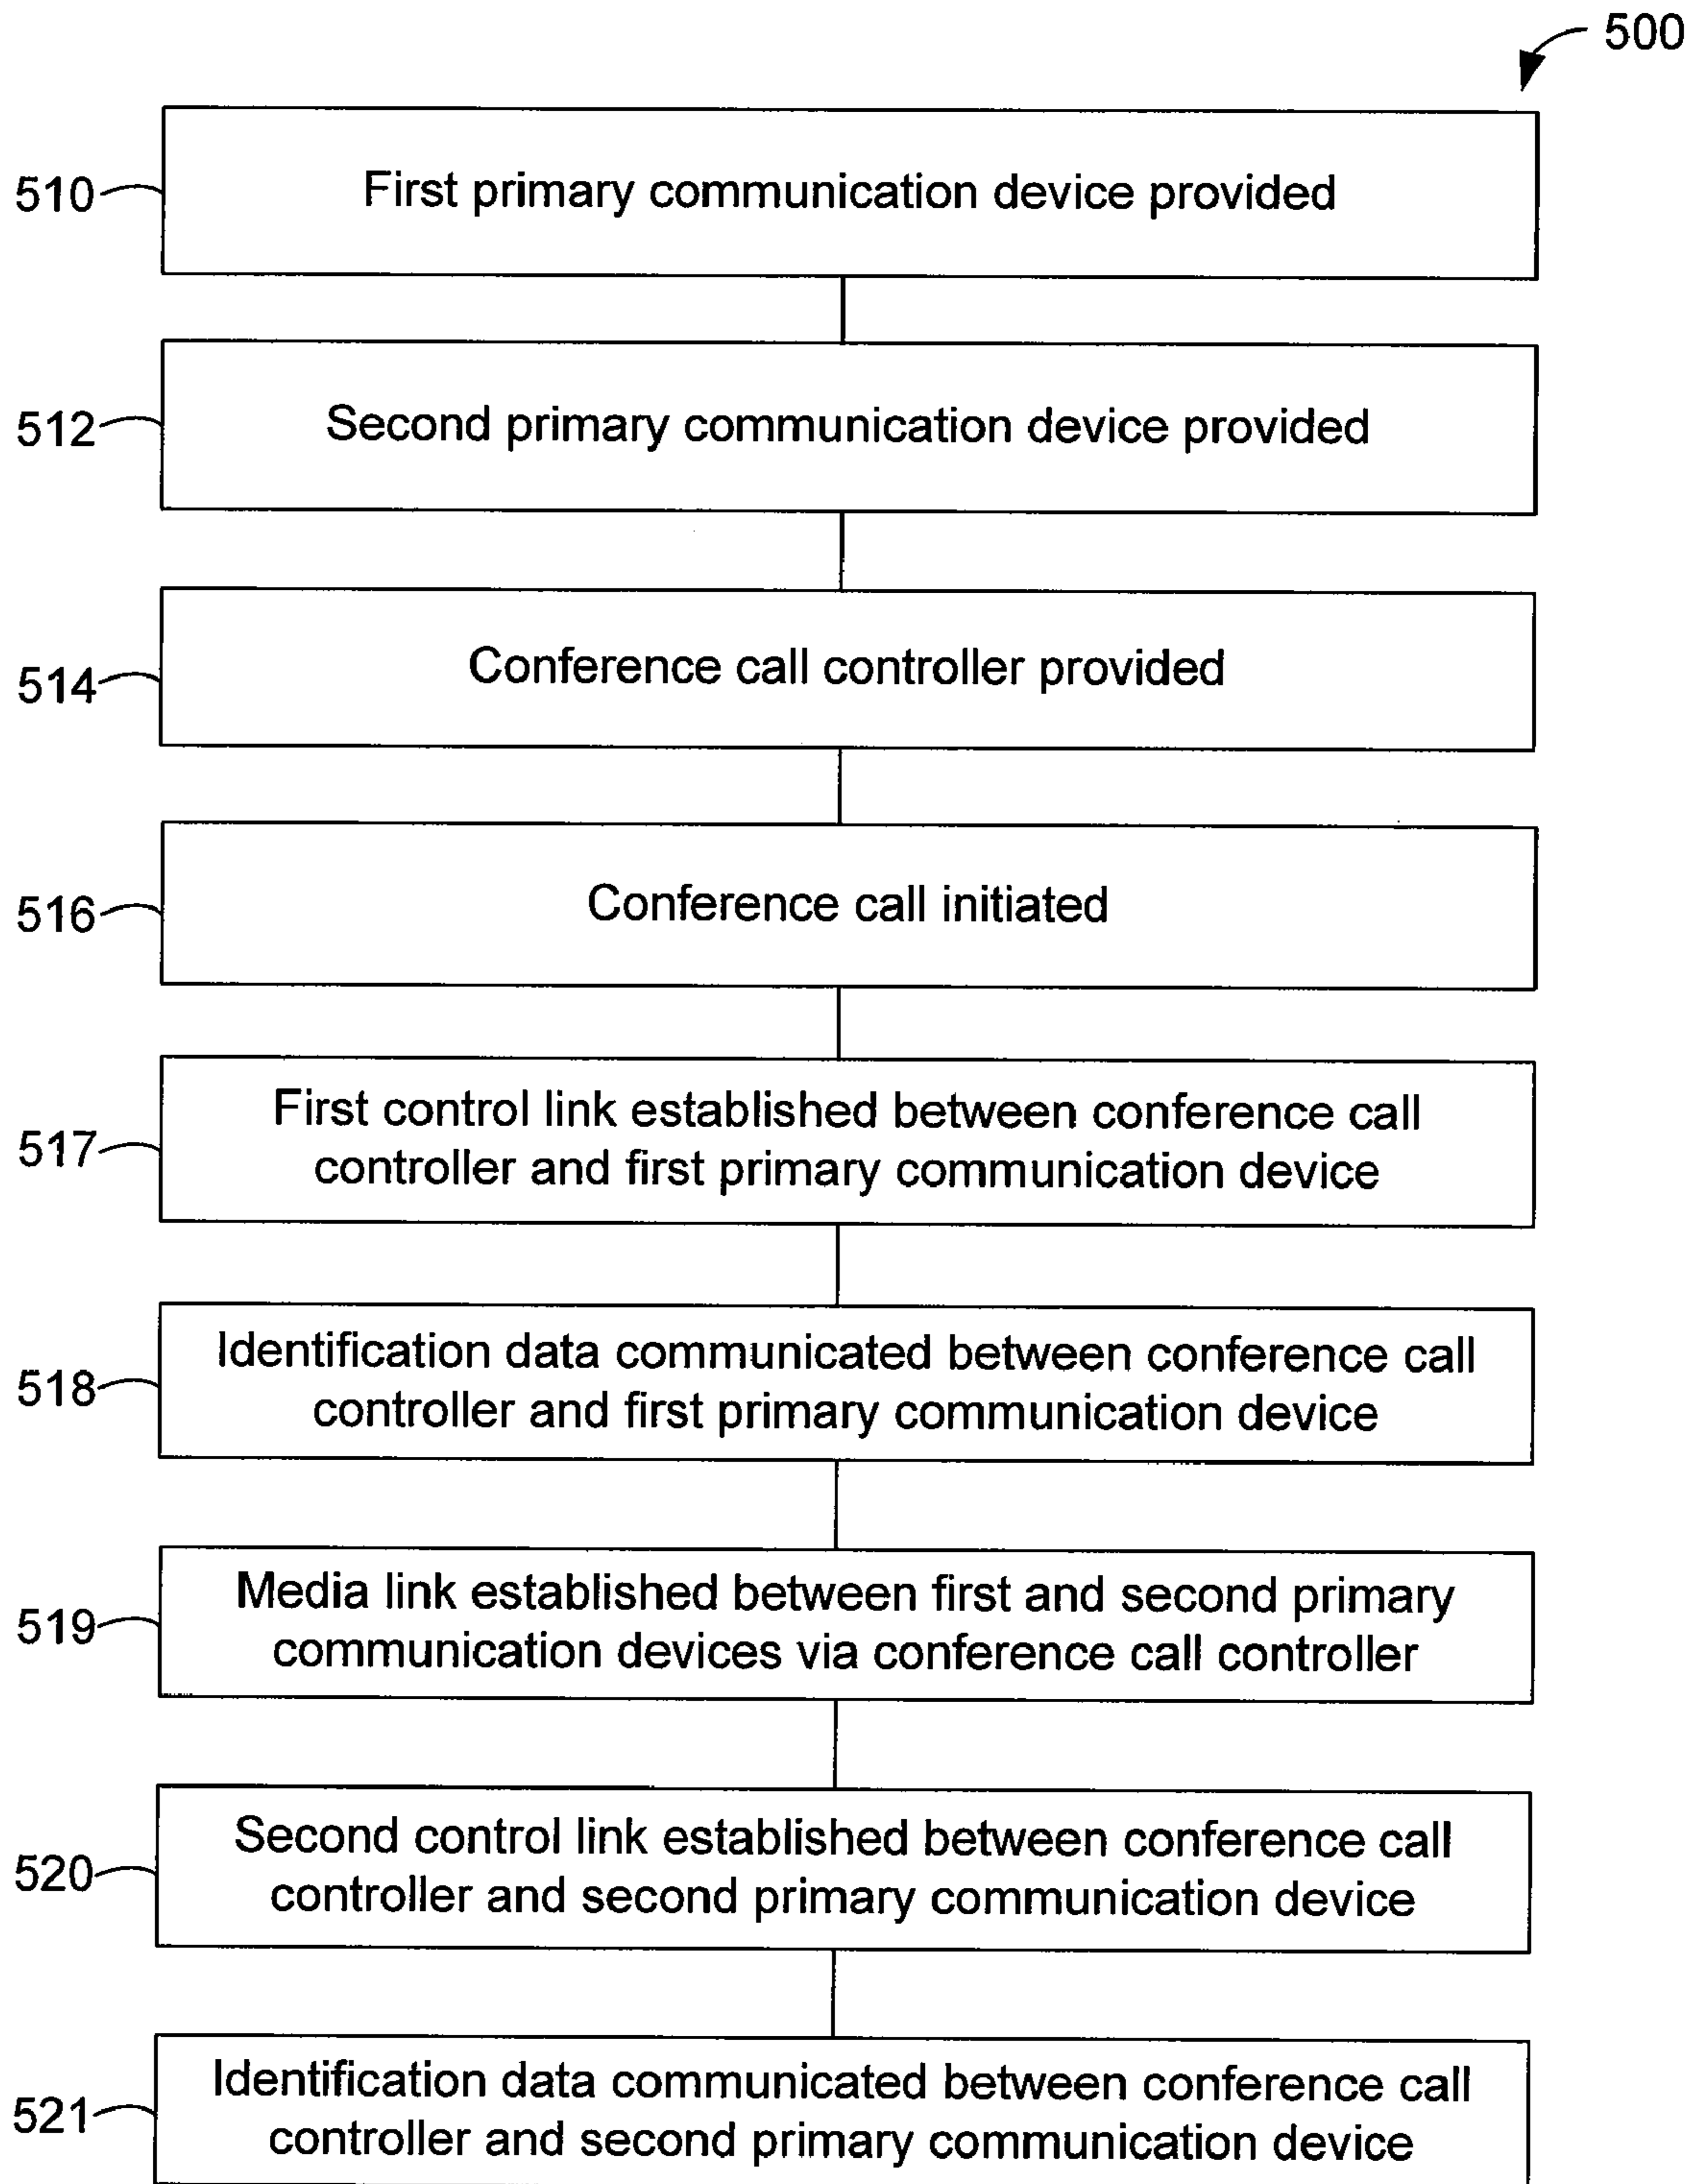 500
510
First primary communication device provided
512
Second primary communication device provided
514
Conference call controller provided
516
Conference call initiated
517
First control link established between conference call
controller and first primary communication device
518
Identification data communicated between conference call
controller and first primary communication device
519
Media link established between first and second primary
communication devices via conference call controller
520
Second control link established between conference call
controller and second primary communication device
521
Identification data communicated between conference call
controller and second primary communication device